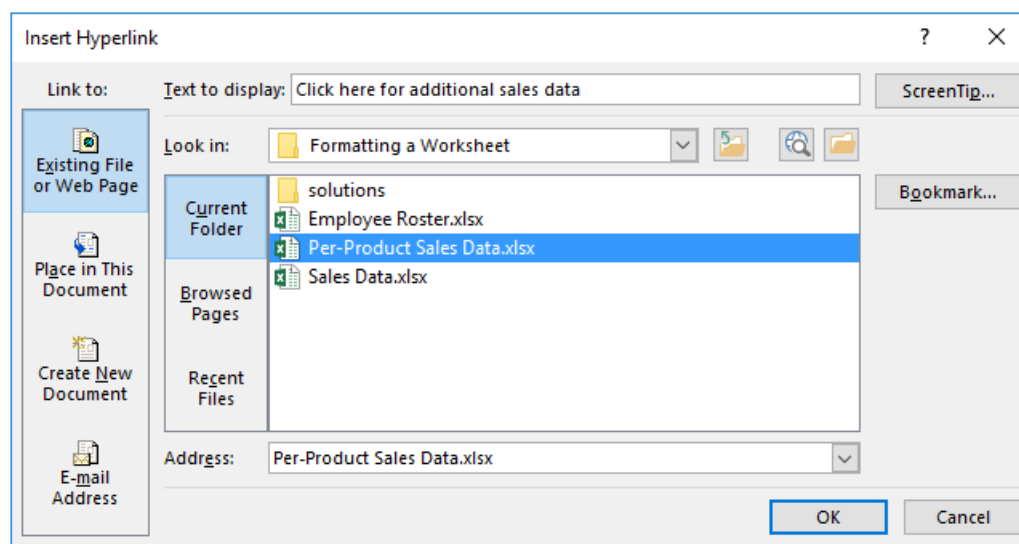 Insert Hyperlink
?
Link to:
Text to display: Click here for additional sales data
ScreenTip...
Existing File
or Web Page
Look in: Formatting a Worksheet
Current
Folder
solutions
Employee Roster.xlsx
Per-Product Sales Data.xlsx
Sales Data.xlsx
Bookmark...
Place in This
Document
Browsed
Pages
Create New
Document
Recent
Files
E-mail
Address
Address: Per-Product Sales Data.xlsx
OK
Cancel